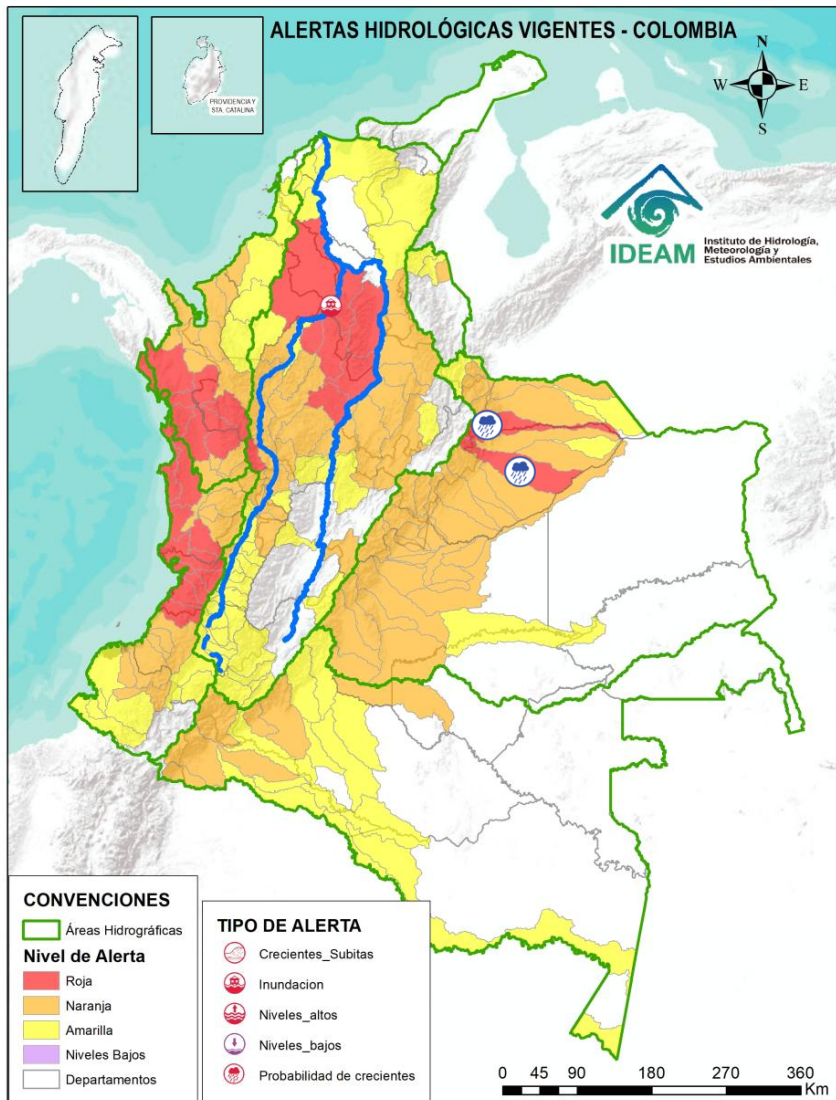 ALERTAS HIDROLÓGICAS VIGENTES - COLOMBIA
PROVIDENCIA Y
STA. CATALINA
N
W
E
S
IDEAM
Instituto de Hidrología,
Meteorología y
Estudios Ambientales
CONVENCIONES
Áreas Hidrográficas
Nivel de Alerta
Roja
Naranja
Amarilla
Niveles Bajos
Departamentos
TIPO DE ALERTA
Crecientes_Subitas
Inundacion
Niveles_altos
Niveles_bajos
Probabilidad de crecientes
0 45 90 180 270 360
Km